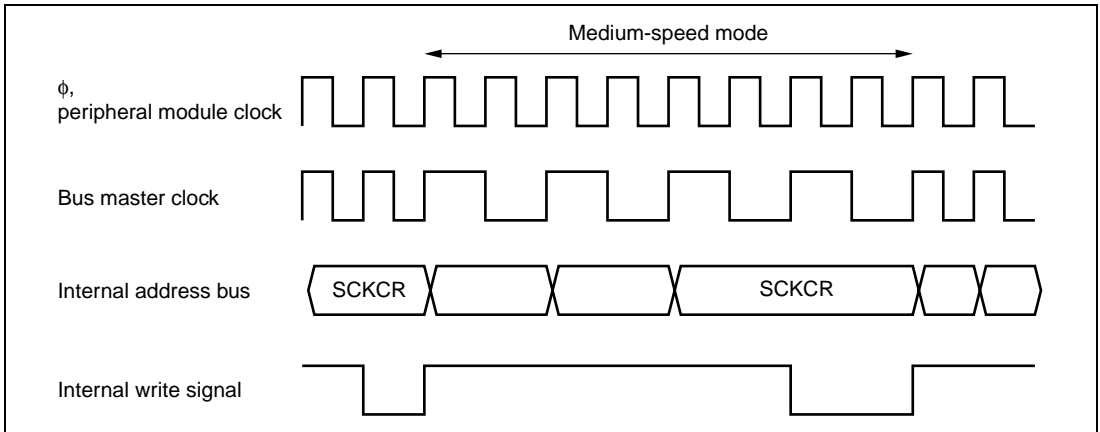 Medium-speed mode
ϕ,
peripheral module clock
Bus master clock
Internal address bus
SCKCR
SCKCR
Internal write signal